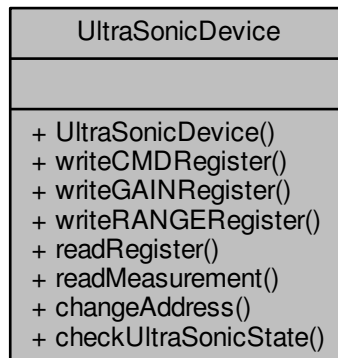 UltraSonicDevice
+ UltraSonicDevice()
+ writeCMDRegister()
+ writeGAINRegister()
+ writeRANGERegister()
+ readRegister()
+ readMeasurement()
+ changeAddress()
+ checkUltraSonicState()